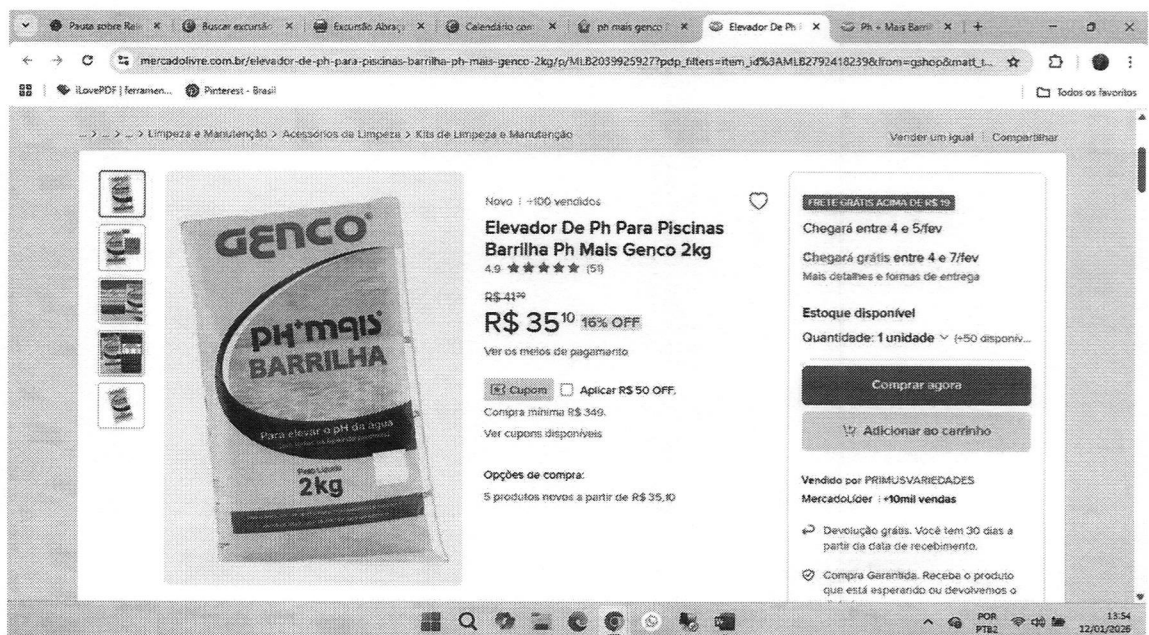 Pauta sobre Rel
Buscar excursão
Excursão Abraç
Calendário com
ph mais genco
Elevador De Ph
Ph + Mais Barril
mercadolivre.com.br/elevador-de-ph-para-piscinas-barrilha-ph-mais-genco-2kg/p/MLB2039925927?pdp_filters=item_id%3AMLB2792418239&from=gshop&matt_t...
iLovePDF | ferramen...
Pinterest - Brasil
Todos os favoritos
... > ... > ... > Limpeza e Manutenção > Acessórios de Limpeza > Kits de Limpeza e Manutenção
Vender um igual | Compartilhar
GENCO
pH+mais
BARRILHA
Para elevar o pH da água
Peso Líquido
2kg
Novo | +100 vendidos
Elevador De Ph Para Piscinas
Barrilha Ph Mais Genco 2kg
4.9 ★★★★★ (51)
R$ 35¹⁰ 16% OFF
Ver os meios de pagamento
Cupom Aplicar R$ 50 OFF.
Compra mínima R$ 349.
Ver cupons disponíveis
Opções de compra:
5 produtos novos a partir de R$ 35,10
FRETE GRÁTIS ACIMA DE R$ 19
Chegará entre 4 e 5/fev
Chegará grátis entre 4 e 7/fev
Mais detalhes e formas de entrega
Estoque disponível
Quantidade: 1 unidade (+50 disponív...
Comprar agora
Adicionar ao carrinho
Vendido por PRIMUSVARIEDADES
MercadoLíder | +10mil vendas
Devolução grátis. Você tem 30 dias a
partir da data de recebimento.
Compra Garantida. Receba o produto
que está esperando ou devolvemos o
POR
PTB2
13:54
12/01/2026